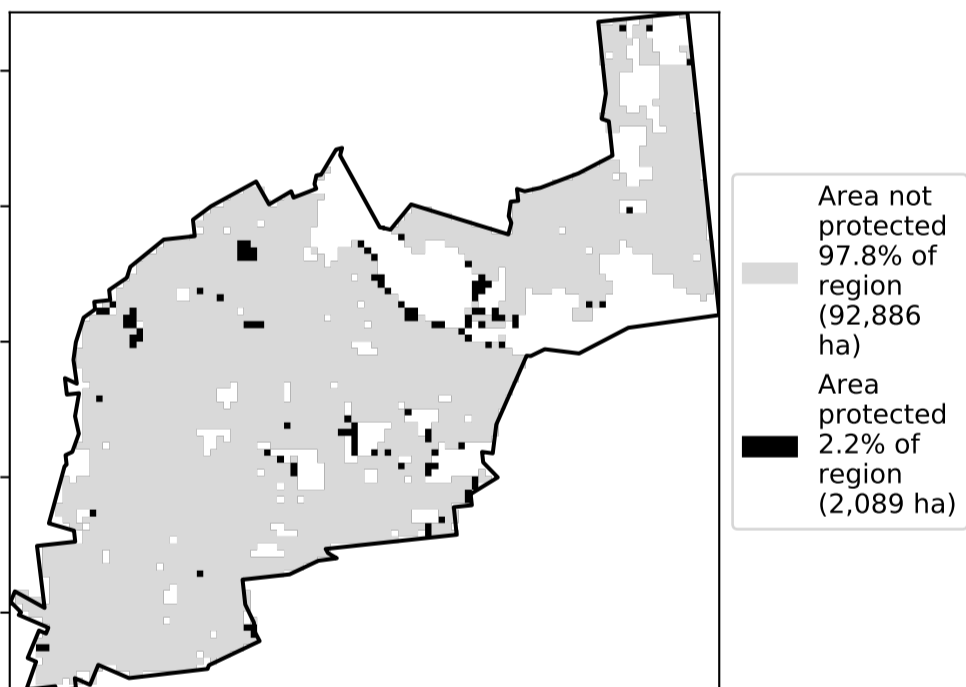 Area not
protected
97.8% of
region
(92,886
ha)
Area
protected
2.2% of
region
(2,089 ha)